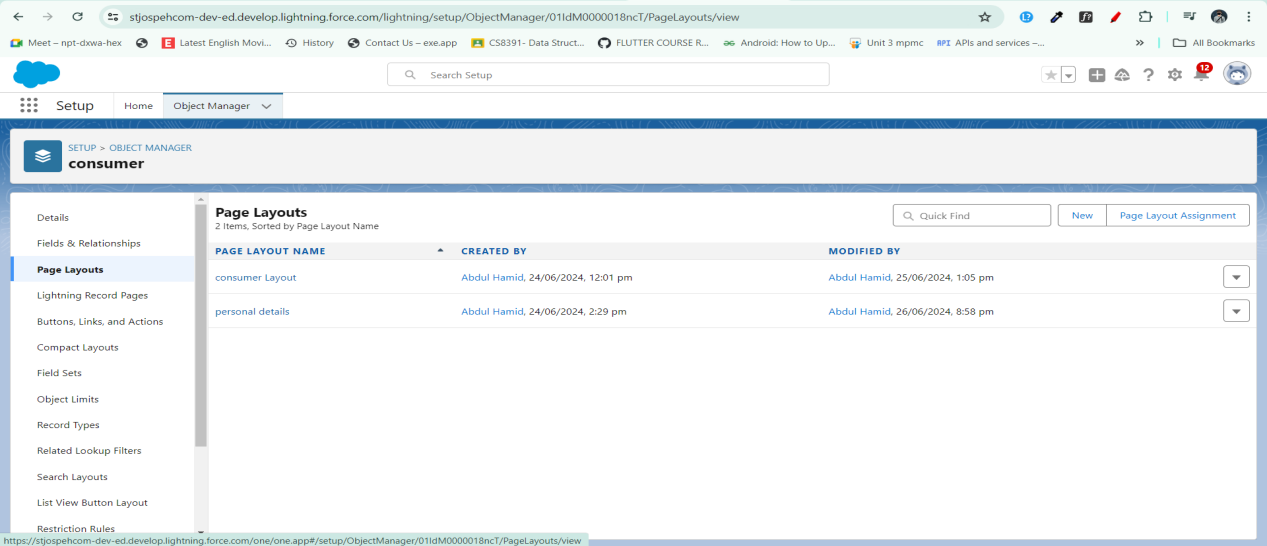 stjospehcom-dev-ed.develop.lightning.force.com/lightning/setup/ObjectManager/01IdM0000018ncT/PageLayouts/view
Meet – npt-dxwa-hex Latest English Movi... History Contact Us – exe.app CS8391- Data Struct... FLUTTER COURSE R... Android: How to Up... Unit 3 mpmc API APIs and services –... » All Bookmarks
Search Setup 12
Setup Home Object Manager
SETUP > OBJECT MANAGER
consumer
Details
Fields & Relationships
Page Layouts
Lightning Record Pages
Buttons, Links, and Actions
Compact Layouts
Field Sets
Object Limits
Record Types
Related Lookup Filters
Search Layouts
List View Button Layout
Restriction Rules
Page Layouts
2 Items, Sorted by Page Layout Name
Quick Find New Page Layout Assignment
PAGE LAYOUT NAME CREATED BY MODIFIED BY
consumer Layout Abdul Hamid, 24/06/2024, 12:01 pm Abdul Hamid, 25/06/2024, 1:05 pm
personal details Abdul Hamid, 24/06/2024, 2:29 pm Abdul Hamid, 26/06/2024, 8:58 pm
https://stjospehcom-dev-ed.develop.lightning.force.com/one/one.app#/setup/ObjectManager/01IdM0000018ncT/PageLayouts/view